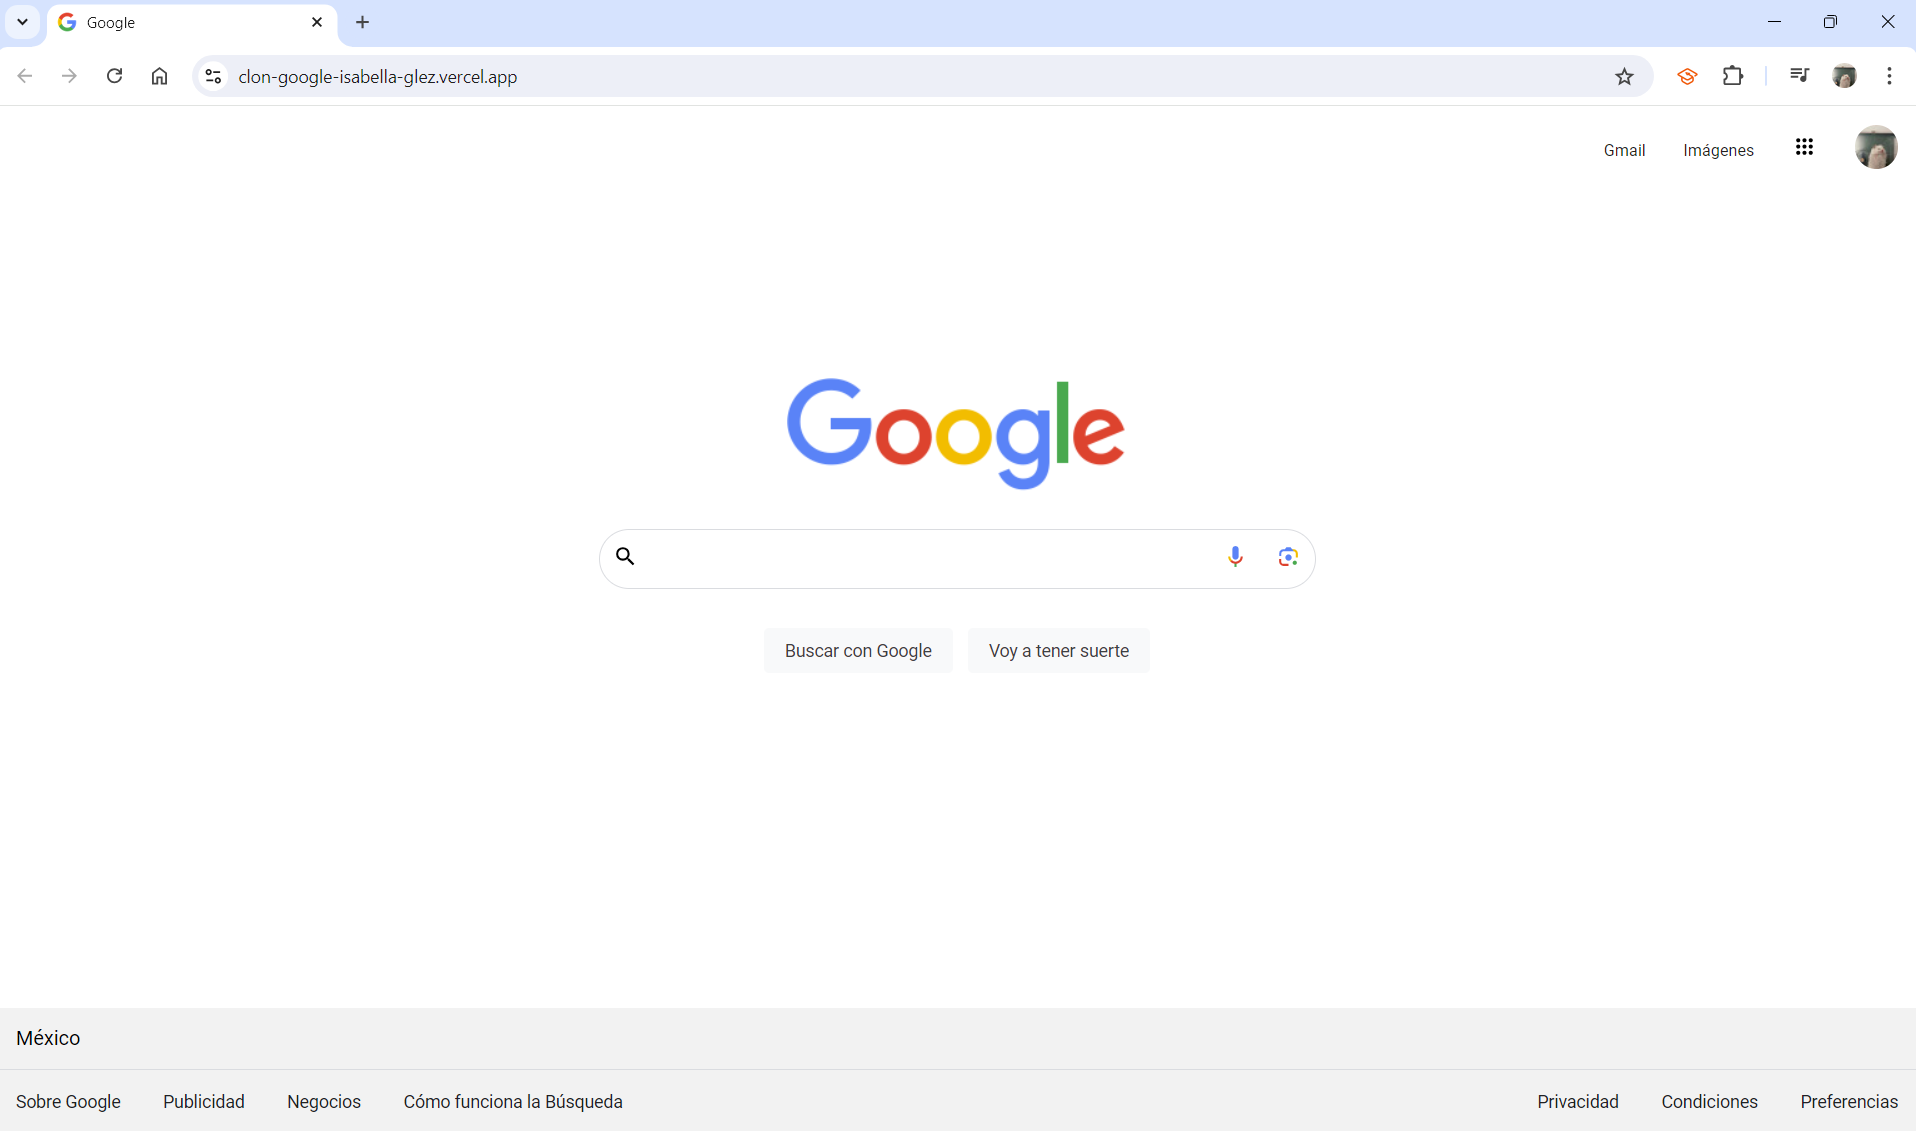 Google
clon-google-isabella-glez.vercel.app
Gmail Imágenes
Google
Buscar con Google Voy a tener suerte
México
Sobre Google Publicidad Negocios Cómo funciona la Búsqueda Privacidad Condiciones Preferencias